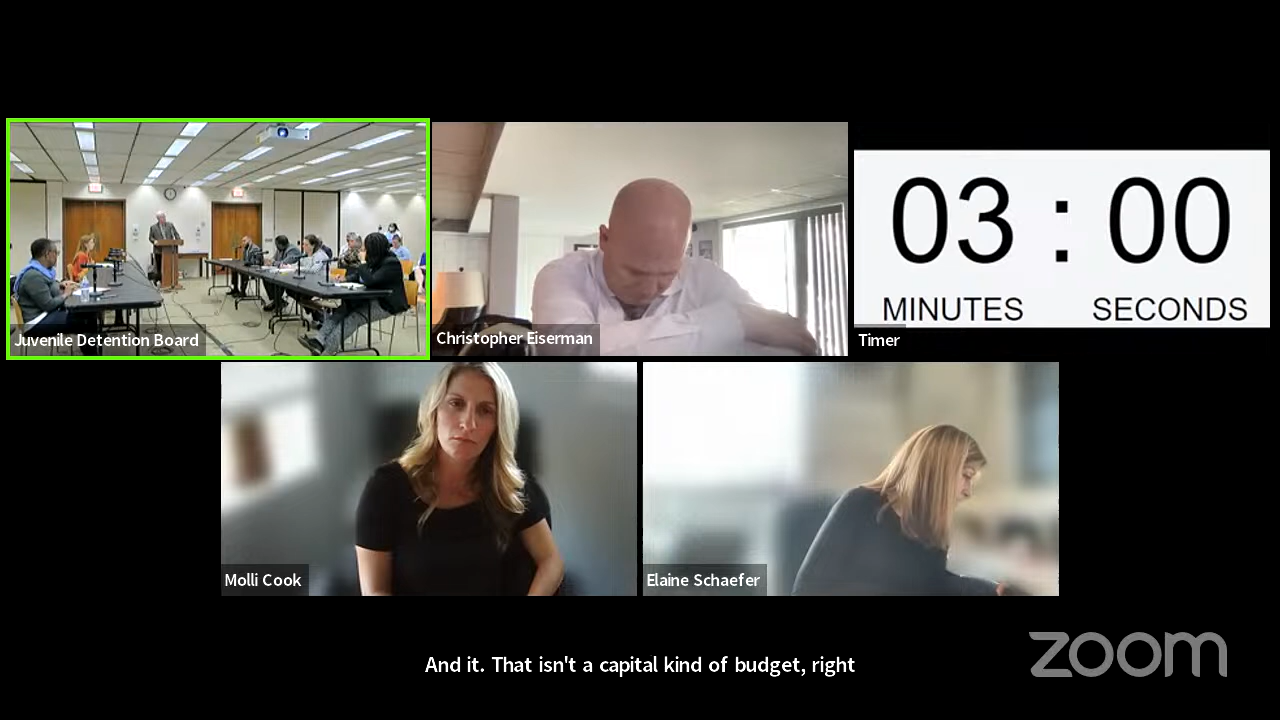 Juvenile Detention Board
Christopher Eiserman
03 : 00
MINUTES SECONDS
Timer
Molli Cook
Elaine Schaefer
And it. That isn't a capital kind of budget, right
zoom